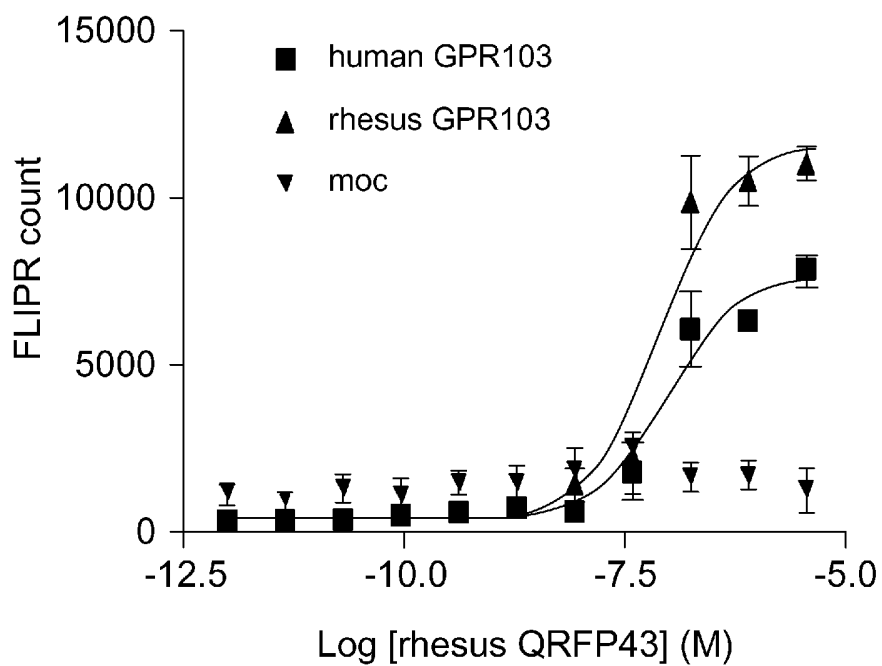 15000
10000
5000
0
FLIPR count
human GPR103
rhesus GPR103
moc
-12.5 -10.0 -7.5 -5.0
Log [rhesus QRFP43] (M)